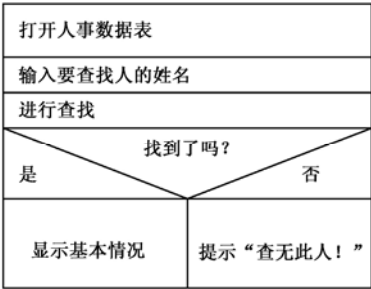 打开人事数据表
输入要查找人的姓名
进行查找
找到了吗?
是
否
显示基本情况
提示“查无此人!”